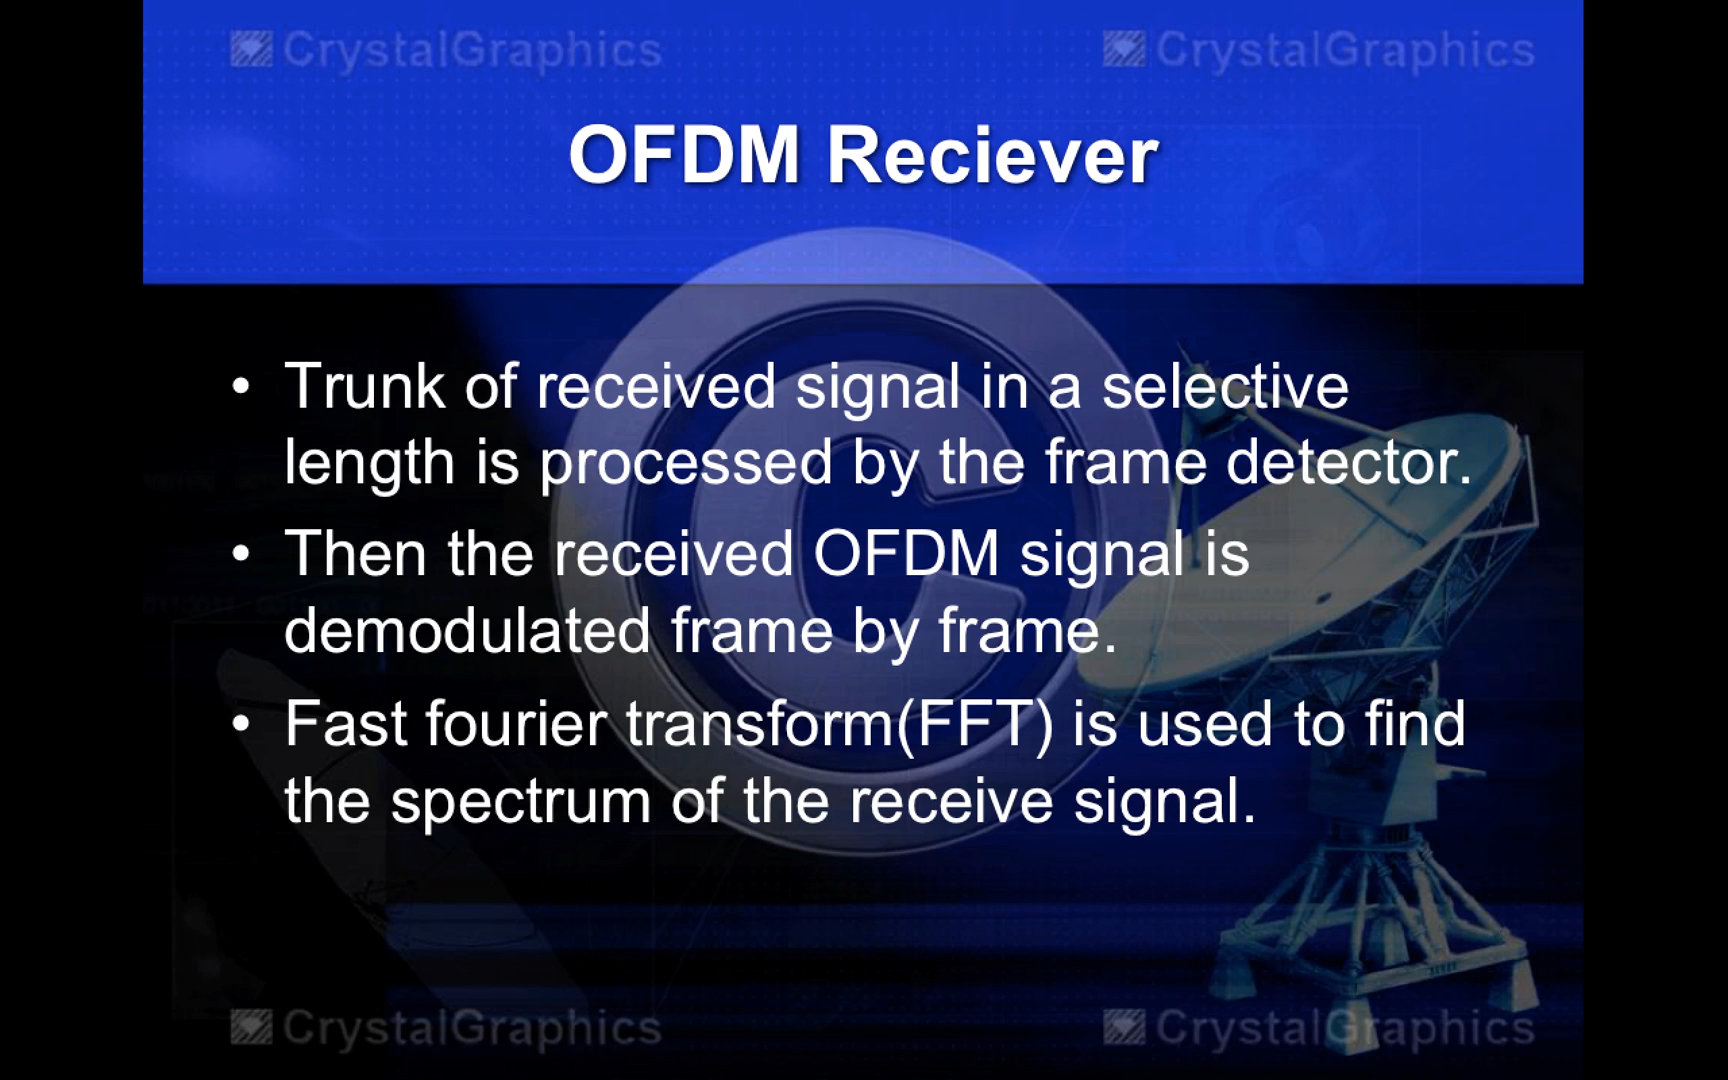 CrystalGraphics CrystalGraphics
OFDM Reciever
• Trunk of received signal in a selective
length is processed by the frame detector.
• Then the received OFDM signal is
demodulated frame by frame.
• Fast fourier transform(FFT) is used to find
the spectrum of the receive signal.
CrystalGraphics CrystalGraphics